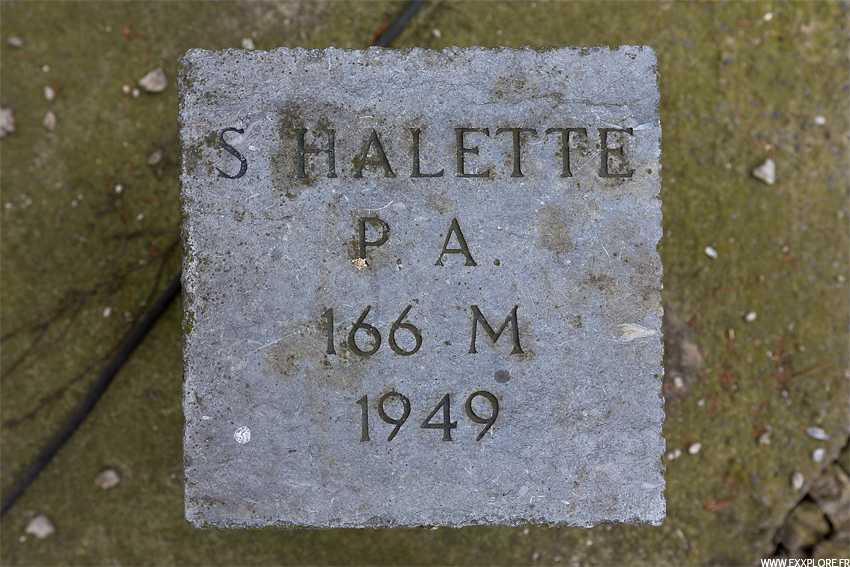 S HALETTE
P. A.
166 M
1949
WWW.EXXPLORE.FR